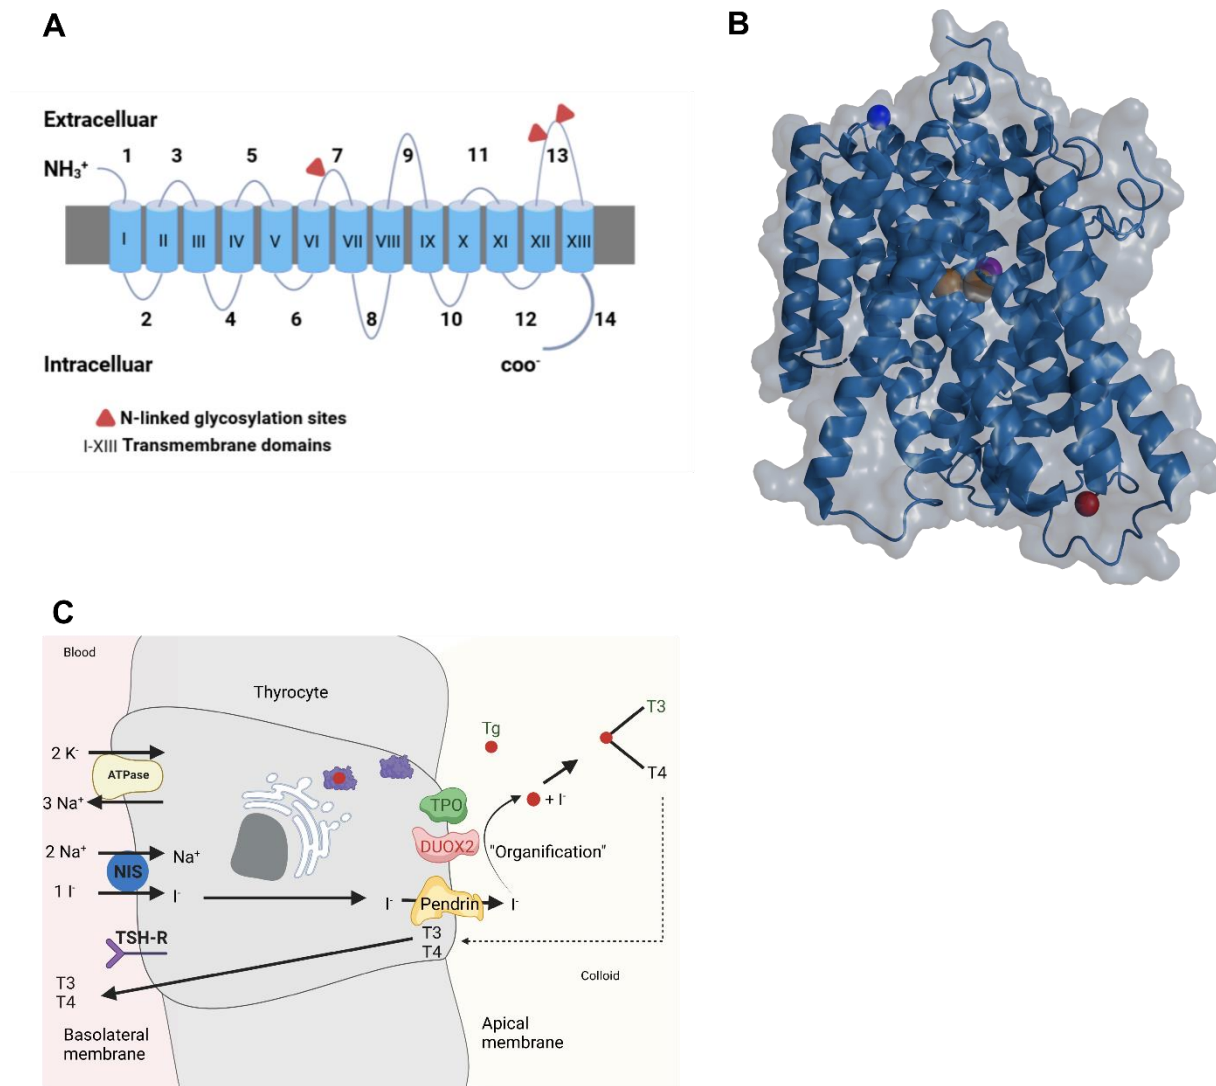 A
Extracelluar
NH₃⁺
1 3 5 7 9 11 13
I II III IV V VI VII VIII IX X XI XII XIII
2 4 6 8 10 12 14
Intracelluar
coo⁻
N-linked glycosylation sites
I-XIII Transmembrane domains
B
C
Blood
Thyrocyte
2 K⁻
ATPase
3 Na⁺
2 Na⁺
Na⁺
NIS
1 I⁻
I⁻
TSH-R
T3
T4
Basolateral
membrane
TPO
DUOX2
"Organification"
I⁻
Pendrin
I⁻
T3
T4
Tg
+ I⁻
T3
T4
Colloid
Apical
membrane